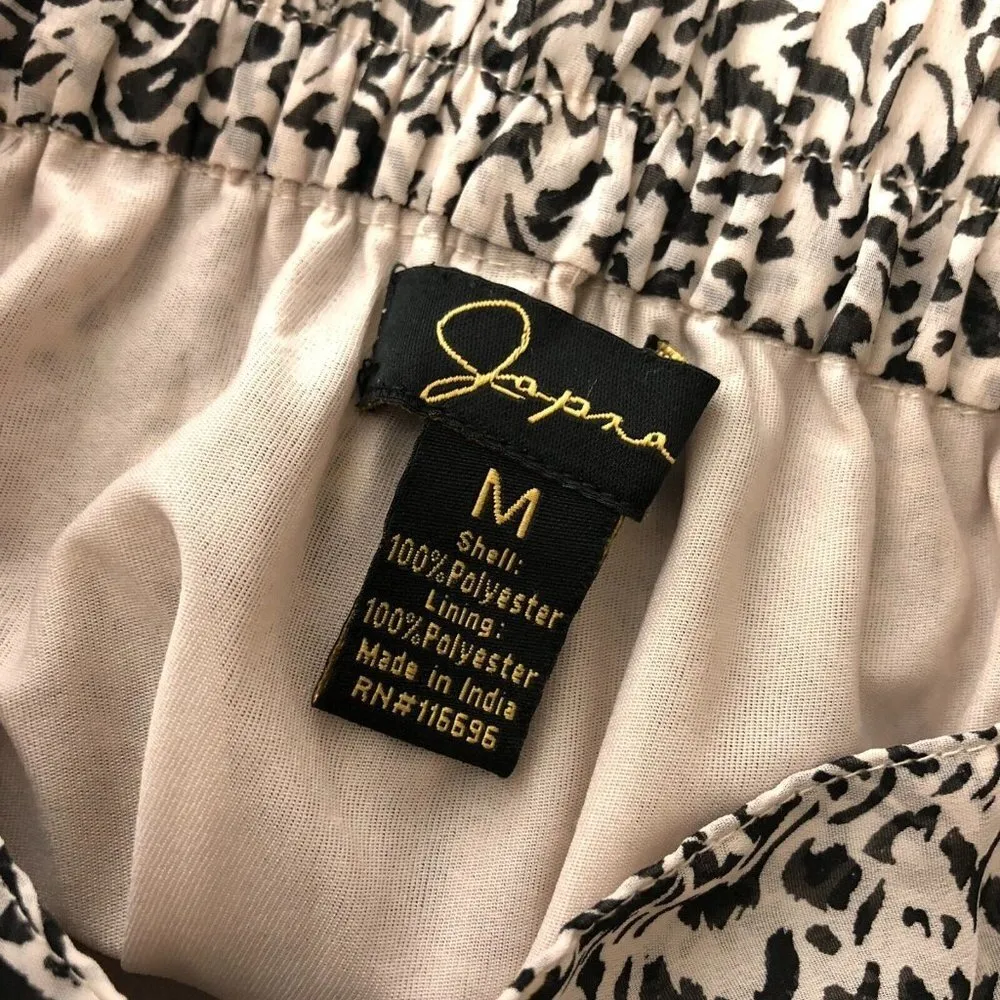 Japna
M
Shell:
100%Polyester
Lining:
100%Polyester
Made in India
RN#116696